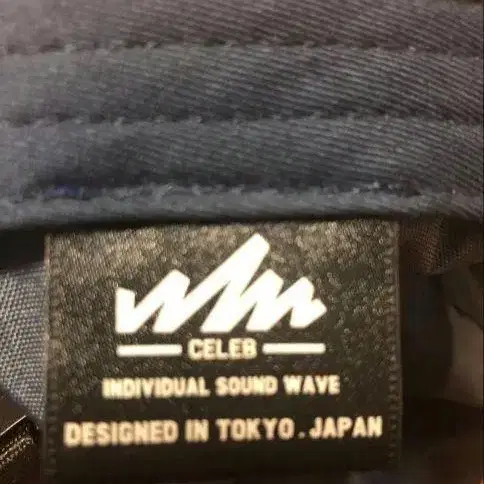 CELEB
INDIVIDUAL SOUND WAVE
DESIGNED IN TOKYO.JAPAN